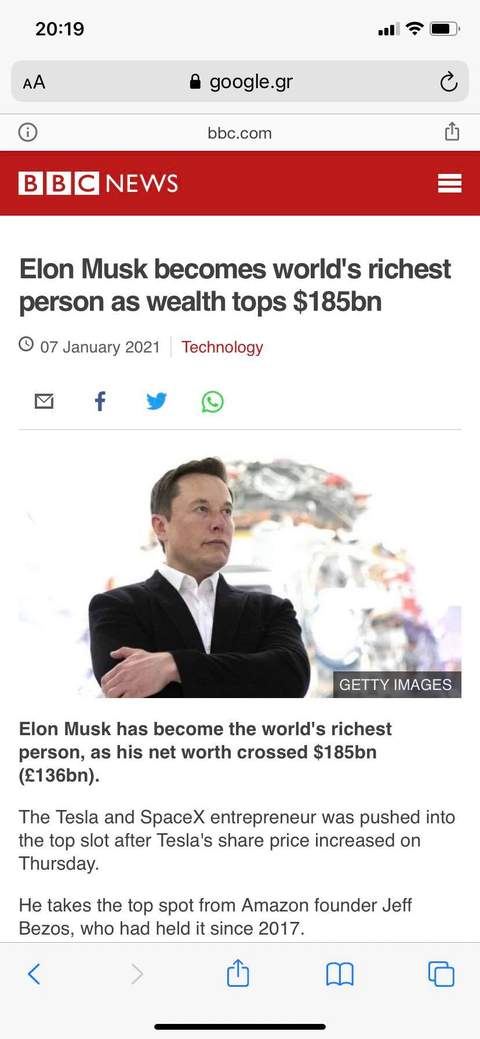 20:19
AA google.gr
bbc.com
BBC NEWS
Elon Musk becomes world's richest
person as wealth tops $185bn
07 January 2021 Technology
GETTY IMAGES
Elon Musk has become the world's richest
person, as his net worth crossed $185bn
(£136bn).
The Tesla and SpaceX entrepreneur was pushed into
the top slot after Tesla's share price increased on
Thursday.
He takes the top spot from Amazon founder Jeff
Bezos, who had held it since 2017.